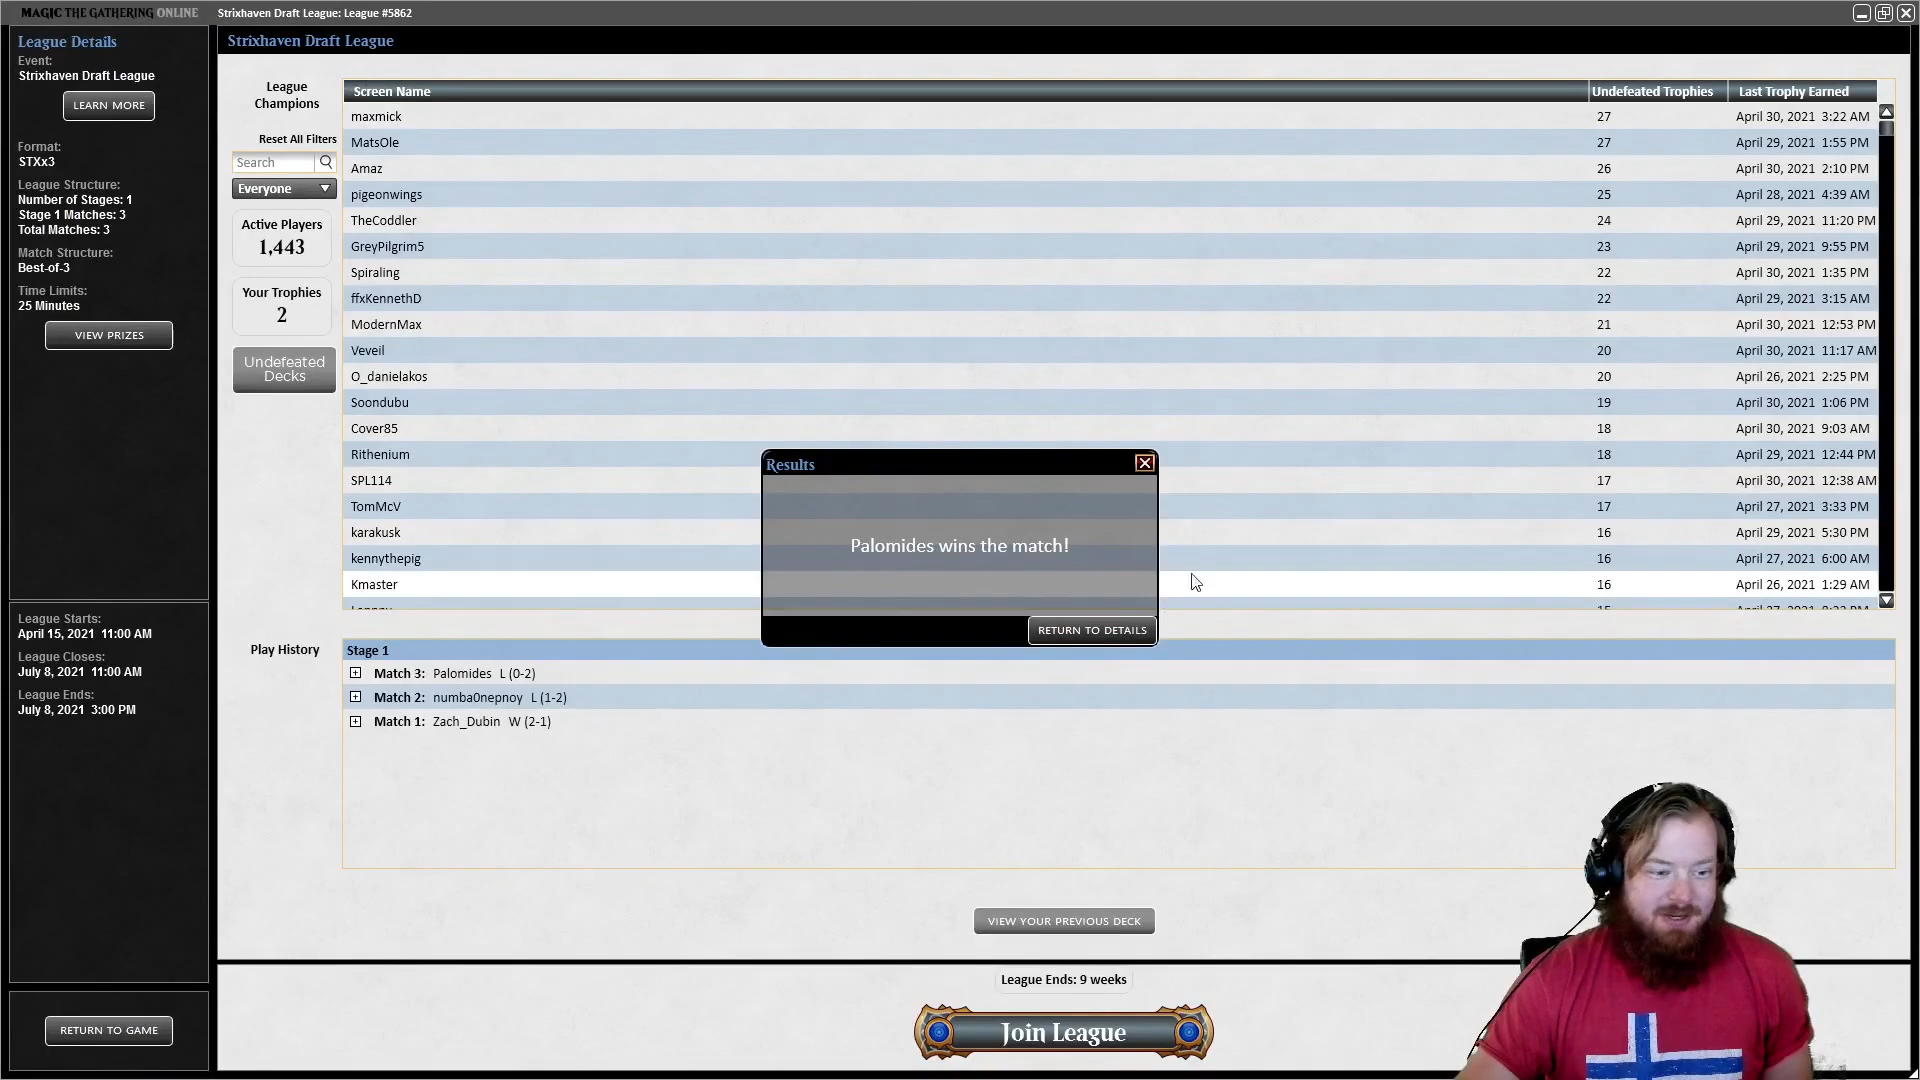 MAGIC THE GATHERING ONLINE
Strixhaven Draft League: League #5862
League Details
Event:
Strixhaven Draft League
LEARN MORE
Format:
STXx3
League Structure:
Number of Stages: 1
Stage 1 Matches: 3
Total Matches: 3
Match Structure:
Best-of-3
Time Limits:
25 Minutes
VIEW PRIZES
League Starts:
April 15, 2021 11:00 AM
League Closes:
July 8, 2021 11:00 AM
League Ends:
July 8, 2021 3:00 PM
RETURN TO GAME
Strixhaven Draft League
League
Champions
Reset All Filters
Search
Everyone
Active Players
1,443
Your Trophies
2
Undefeated
Decks
Screen Name Undefeated Trophies Last Trophy Earned
maxmick 27 April 30, 2021 3:22 AM
MatsOle 27 April 29, 2021 1:55 PM
Amaz 26 April 30, 2021 2:10 PM
pigeonwings 25 April 28, 2021 4:39 AM
TheCoddler 24 April 29, 2021 11:20 PM
GreyPilgrim5 23 April 29, 2021 9:55 PM
Spiraling 22 April 30, 2021 1:35 PM
ffxKennethD 22 April 29, 2021 3:15 AM
ModernMax 21 April 30, 2021 12:53 PM
Veveil 20 April 30, 2021 11:17 AM
O_danielakos 20 April 26, 2021 2:25 PM
Soondubu 19 April 30, 2021 1:06 PM
Cover85 18 April 30, 2021 9:03 AM
Rithenium 18 April 29, 2021 12:44 PM
SPL114 17 April 30, 2021 12:38 AM
TomMcV 17 April 27, 2021 3:33 PM
karakusk 16 April 29, 2021 5:30 PM
kennythepig 16 April 27, 2021 6:00 AM
Kmaster 16 April 26, 2021 1:29 AM
Results
Palomides wins the match!
RETURN TO DETAILS
Play History
Stage 1
Match 3: Palomides L (0-2)
Match 2: numba0nepnoy L (1-2)
Match 1: Zach_Dubin W (2-1)
VIEW YOUR PREVIOUS DECK
League Ends: 9 weeks
Join League